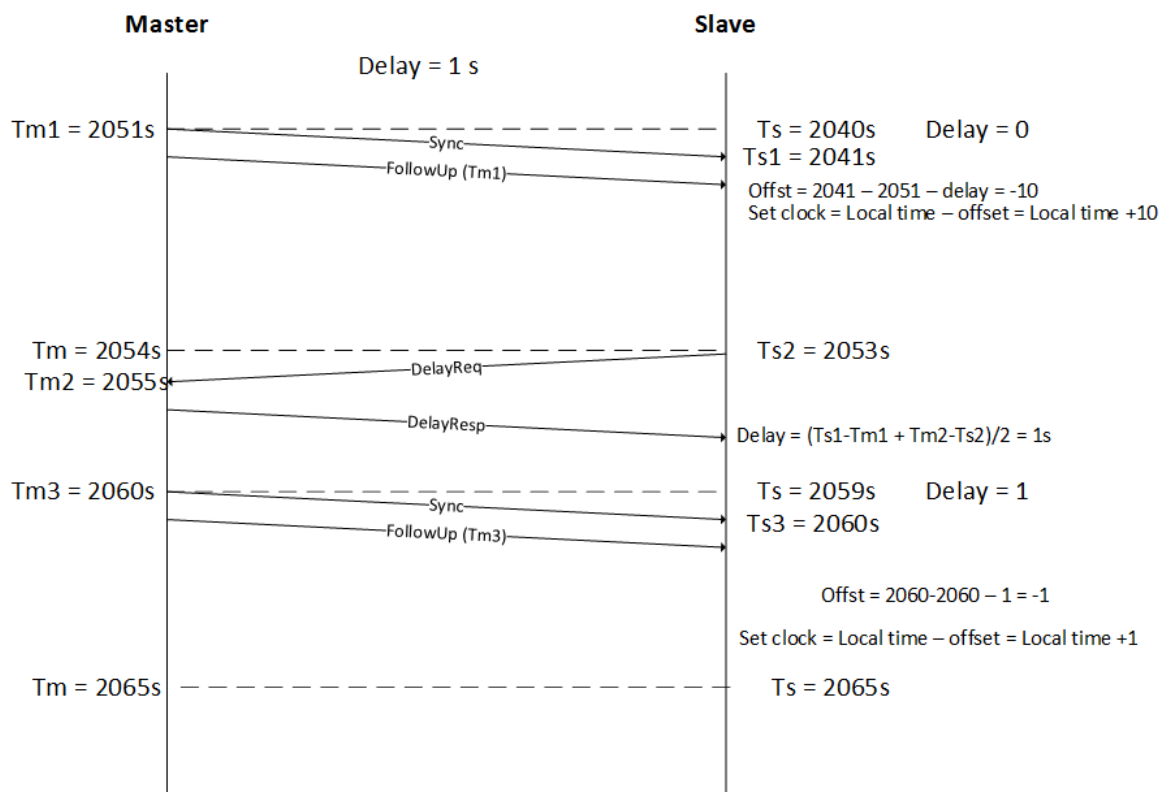 Master
Slave
Delay = 1 s
Tm1 = 2051s
Ts = 2040s
Delay = 0
Sync
Ts1 = 2041s
FollowUp (Tm1)
Offst = 2041 – 2051 – delay = -10
Set clock = Local time – offset = Local time +10
Tm = 2054s
Ts2 = 2053s
DelayReq
Tm2 = 2055s
DelayResp
Delay = (Ts1-Tm1 + Tm2-Ts2)/2 = 1s
Tm3 = 2060s
Ts = 2059s
Delay = 1
Sync
Ts3 = 2060s
FollowUp (Tm3)
Offst = 2060-2060 – 1 = -1
Set clock = Local time – offset = Local time +1
Tm = 2065s
Ts = 2065s